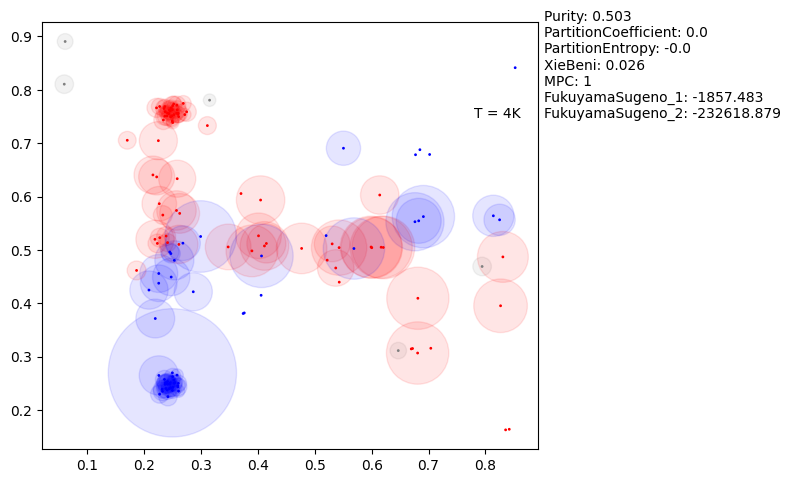 Purity: 0.503
PartitionCoefficient: 0.0
PartitionEntropy: -0.0
XieBeni: 0.026
MPC: 1
FukuyamaSugeno_1: -1857.483
FukuyamaSugeno_2: -232618.879
T = 4K
0.9
0.8
0.7
0.6
0.5
0.4
0.3
0.2
0.1 0.2 0.3 0.4 0.5 0.6 0.7 0.8